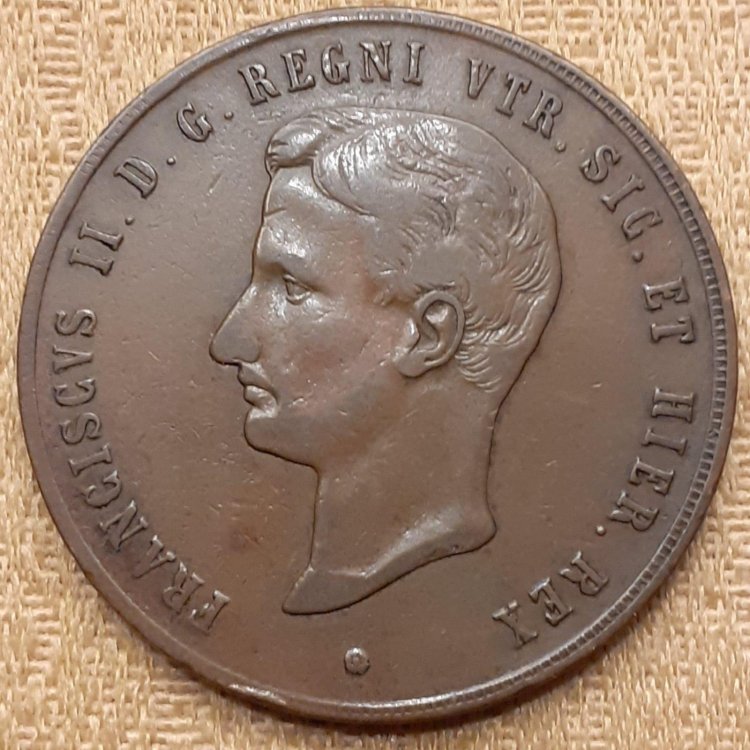 FRANCISCVS II. D. G. REGNI VTR. SIC. ET HIER. REX